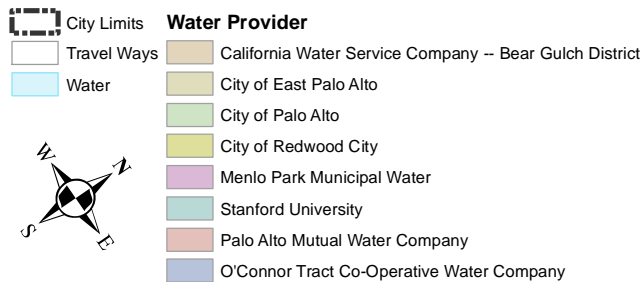 City Limits
Travel Ways
Water
Water Provider
California Water Service Company -- Bear Gulch District
City of East Palo Alto
City of Palo Alto
City of Redwood City
Menlo Park Municipal Water
Stanford University
Palo Alto Mutual Water Company
O'Connor Tract Co-Operative Water Company
W
N
S
E